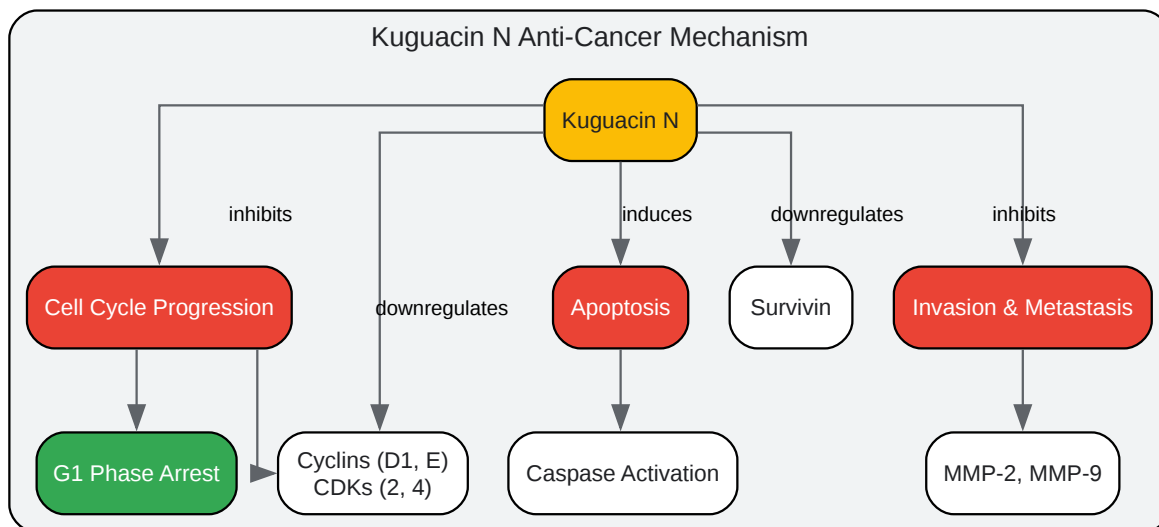 Kuguacin N Anti-Cancer Mechanism
Kuguacin N
inhibits
induces
downregulates
inhibits
Cell Cycle Progression
downregulates
Apoptosis
Survivin
Invasion & Metastasis
G1 Phase Arrest
Cyclins (D1, E)
CDKs (2, 4)
Caspase Activation
MMP-2, MMP-9